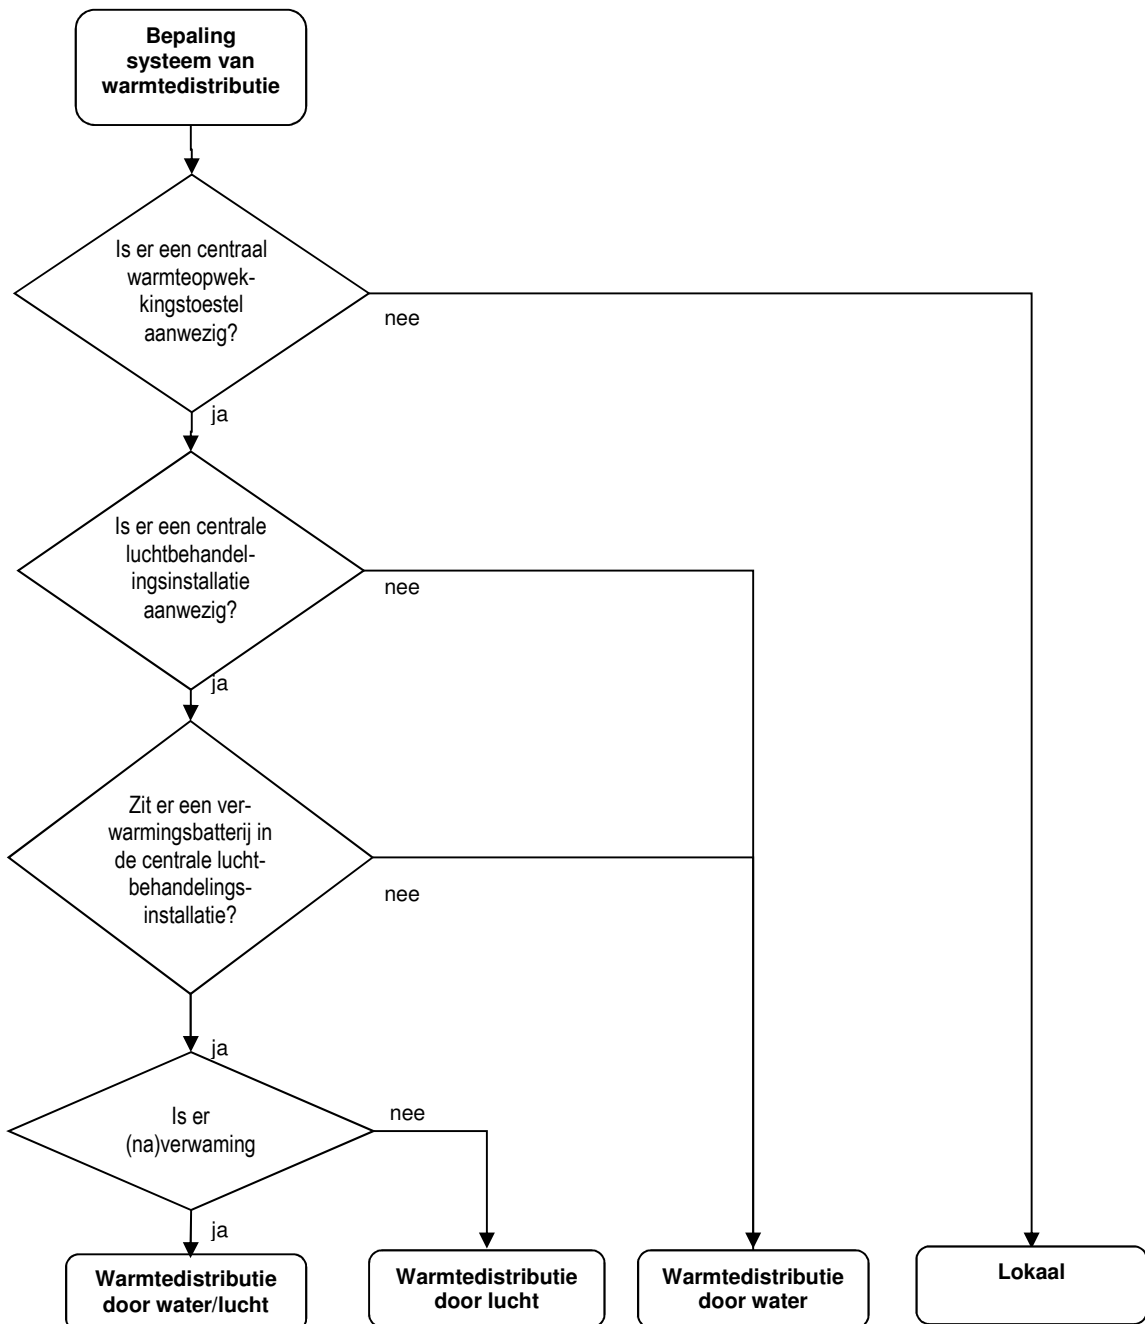 Bepaling
systeem van
warmtedistributie
Is er een centraal
warmteopwek-
kingstoestel
aanwezig?
nee
ja
Is er een centrale
luchtbehandel-
ingsinstallatie
aanwezig?
nee
ja
Zit er een ver-
warmingsbatterij in
de centrale lucht-
behandelings-
installatie?
nee
ja
Is er
(na)verwaming
nee
ja
Warmtedistributie
door water/lucht
Warmtedistributie
door lucht
Warmtedistributie
door water
Lokaal